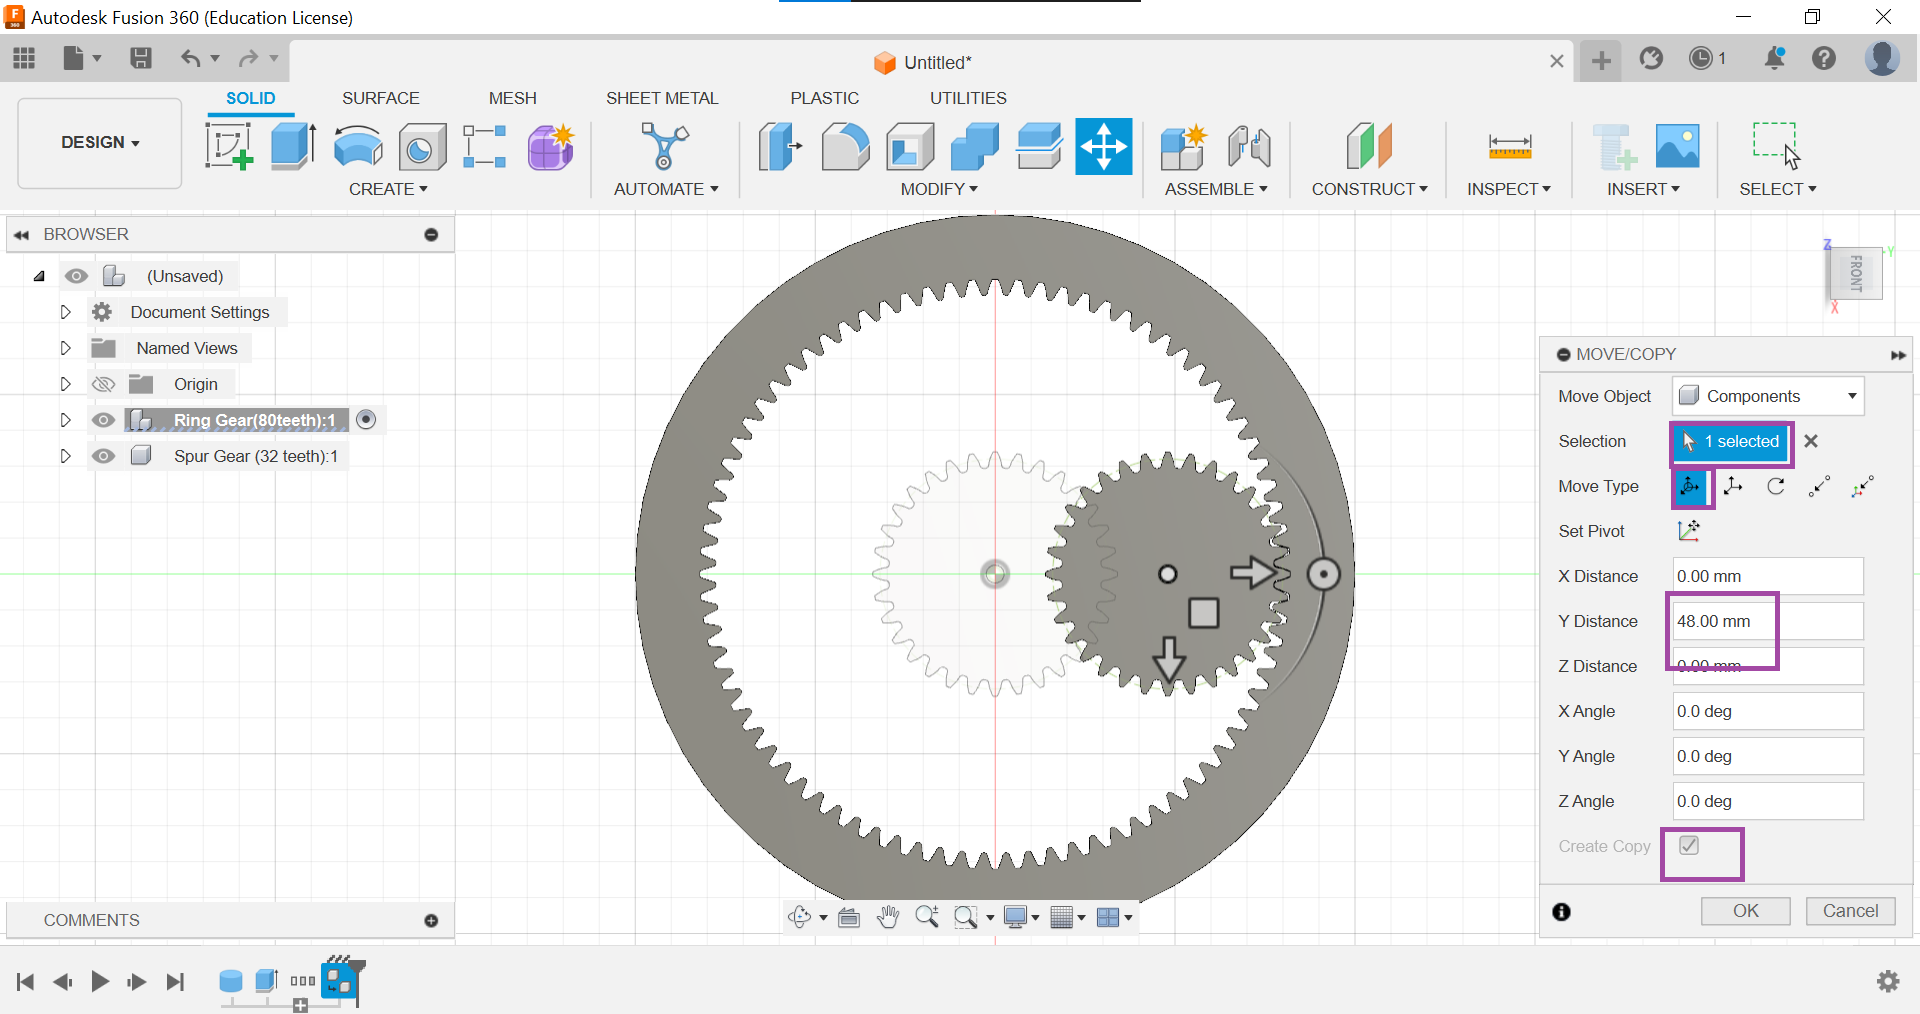 Autodesk Fusion 360 (Education License)
Untitled*
1
DESIGN
SOLID
SURFACE
MESH
SHEET METAL
PLASTIC
UTILITIES
CREATE
AUTOMATE
MODIFY
ASSEMBLE
CONSTRUCT
INSPECT
INSERT
SELECT
BROWSER
(Unsaved)
Document Settings
Named Views
Origin
Ring Gear(80teeth):1
Spur Gear (32 teeth):1
Z
Y
FRONT
X
MOVE/COPY
Move Object Components
Selection 1 selected
Move Type
Set Pivot
X Distance 0.00 mm
Y Distance 48.00 mm
Z Distance 0.00 mm
X Angle 0.0 deg
Y Angle 0.0 deg
Z Angle 0.0 deg
Create Copy
OK Cancel
COMMENTS